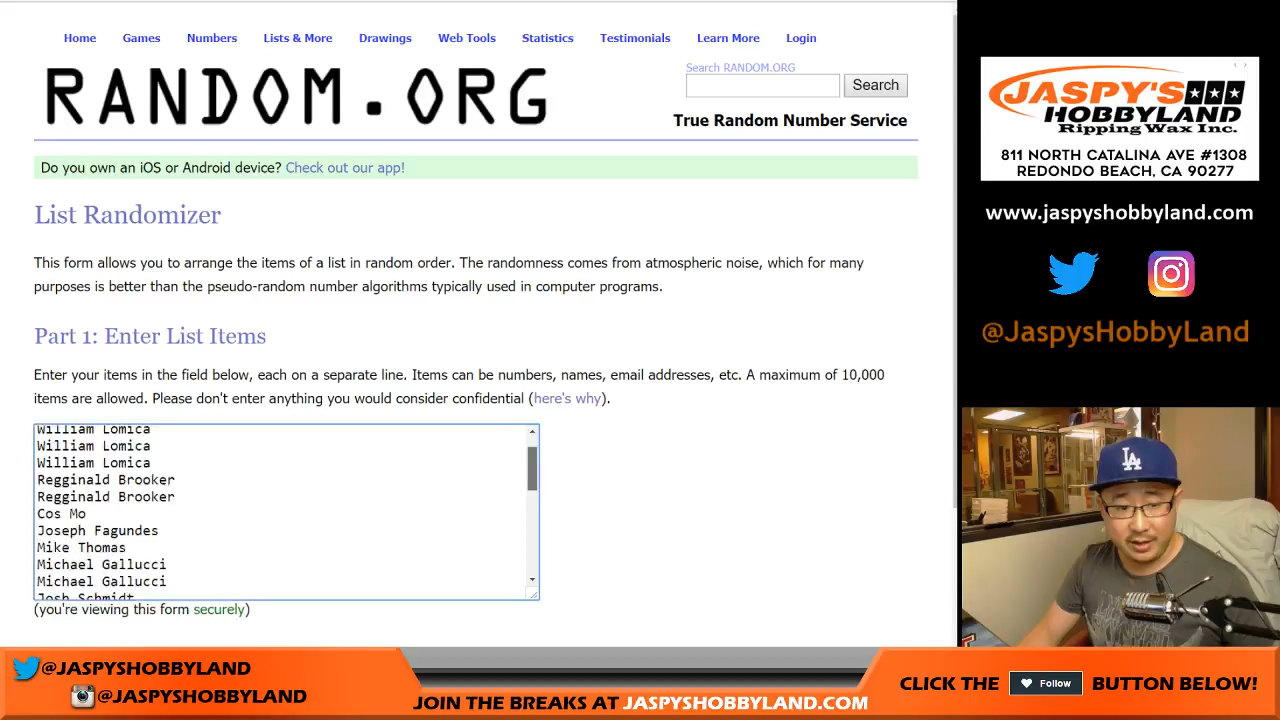 Home Games Numbers Lists & More Drawings Web Tools Statistics Testimonials Learn More Login
RANDOM.ORG
Search RANDOM.ORG
Search
True Random Number Service
Do you own an iOS or Android device? Check out our app!
List Randomizer
This form allows you to arrange the items of a list in random order. The randomness comes from atmospheric noise, which for many
purposes is better than the pseudo-random number algorithms typically used in computer programs.
Part 1: Enter List Items
Enter your items in the field below, each on a separate line. Items can be numbers, names, email addresses, etc. A maximum of 10,000
items are allowed. Please don't enter anything you would consider confidential (here's why).
William Lomica
William Lomica
William Lomica
Regginald Brooker
Regginald Brooker
Cos Mo
Joseph Fagundes
Mike Thomas
Michael Gallucci
Michael Gallucci
Josh Schmidt
(you're viewing this form securely)
JASPY'S
HOBBYLAND
Ripping Wax Inc.
811 NORTH CATALINA AVE #1308
REDONDO BEACH, CA 90277
www.jaspyshobbyland.com
@JaspysHobbyLand
LA
@JASPYSHOBBYLAND
@JASPYSHOBBYLAND
JOIN THE BREAKS AT JASPYSHOBBYLAND.COM
CLICK THE Follow BUTTON BELOW!